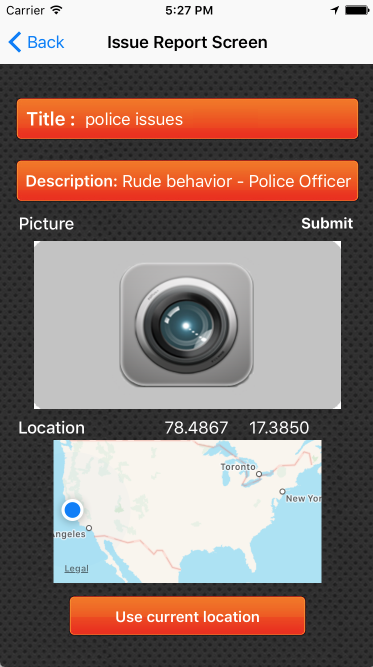 Carrier 5:27 PM
Back Issue Report Screen
Title : police issues
Description: Rude behavior - Police Officer
Picture Submit
Location 78.4867 17.3850
Toronto
New Yor
Angeles
Legal
Use current location